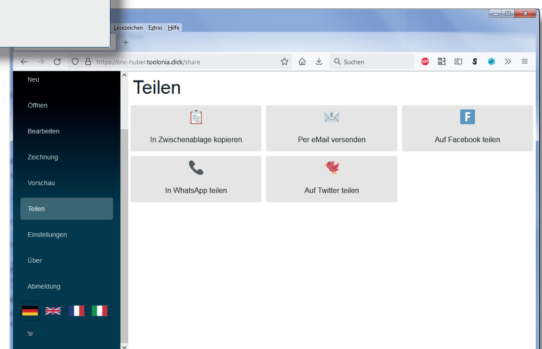 Lesezeichen Extras Hilfe
+
https://cnc-huber.toolonia.click/share
Suchen
Neu
Öffnen
Bearbeiten
Zeichnung
Vorschau
Teilen
Einstellungen
Über
Abmeldung
Teilen
In Zwischenablage kopieren
Per eMail versenden
F
Auf Facebook teilen
In WhatsApp teilen
Auf Twitter teilen